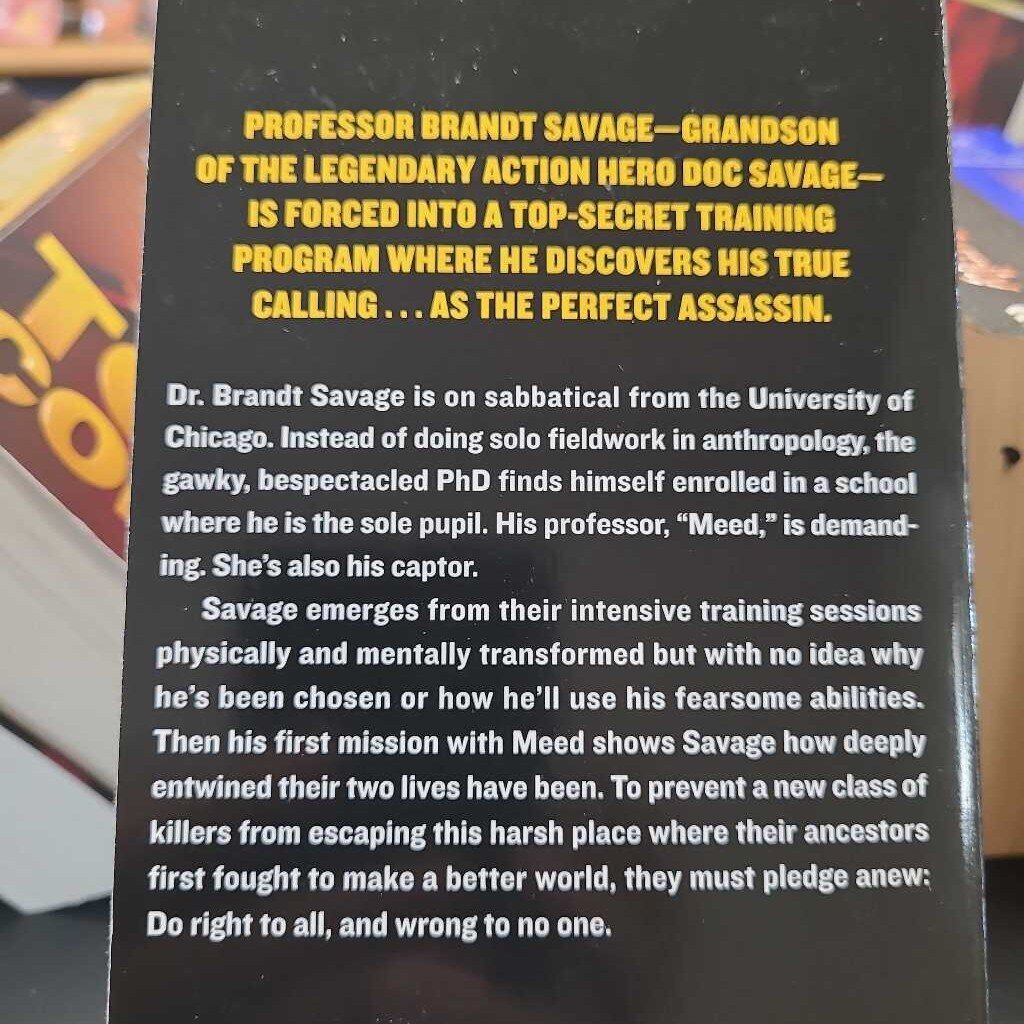 PROFESSOR BRANDT SAVAGE—GRANDSON
OF THE LEGENDARY ACTION HERO DOC SAVAGE—
IS FORCED INTO A TOP-SECRET TRAINING
PROGRAM WHERE HE DISCOVERS HIS TRUE
CALLING . . . AS THE PERFECT ASSASSIN.
Dr. Brandt Savage is on sabbatical from the University of
Chicago. Instead of doing solo fieldwork in anthropology, the
gawky, bespectacled PhD finds himself enrolled in a school
where he is the sole pupil. His professor, “Meed,” is demand-
ing. She’s also his captor.
Savage emerges from their intensive training sessions
physically and mentally transformed but with no idea why
he’s been chosen or how he’ll use his fearsome abilities.
Then his first mission with Meed shows Savage how deeply
entwined their two lives have been. To prevent a new class of
killers from escaping this harsh place where their ancestors
first fought to make a better world, they must pledge anew:
Do right to all, and wrong to no one.